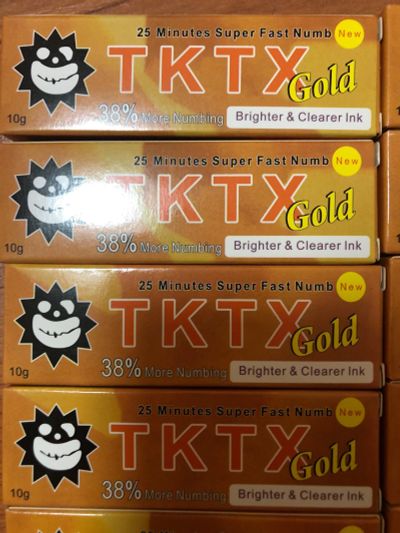 25 Minutes Super Fast Numb New
TKTX
Gold
10g 38% More Numbing Brighter & Clearer Ink
25 Minutes Super Fast Numb New
TKTX
Gold
10g 38% More Numbing Brighter & Clearer Ink
25 Minutes Super Fast Numb New
TKTX
Gold
10g 38% More Numbing Brighter & Clearer Ink
25 Minutes Super Fast Numb New
TKTX
Gold
10g 38% More Numbing Brighter & Clearer Ink